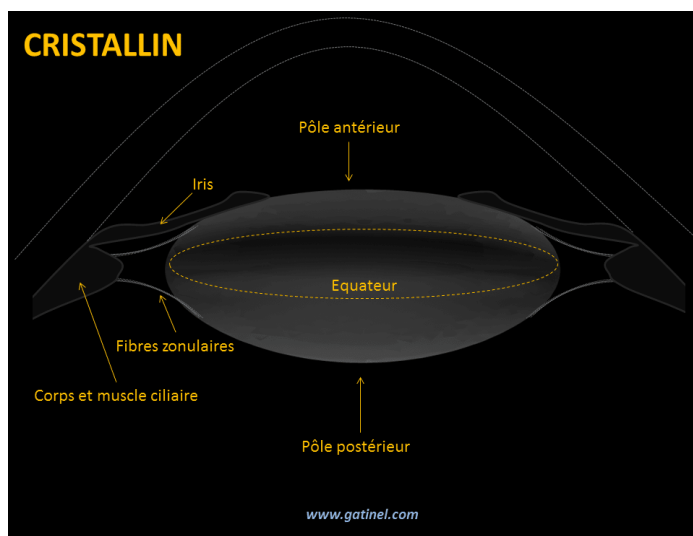 CRISTALLIN
Pôle antérieur
Iris
Equateur
Fibres zonulaires
Corps et muscle ciliaire
Pôle postérieur
www.gatinel.com